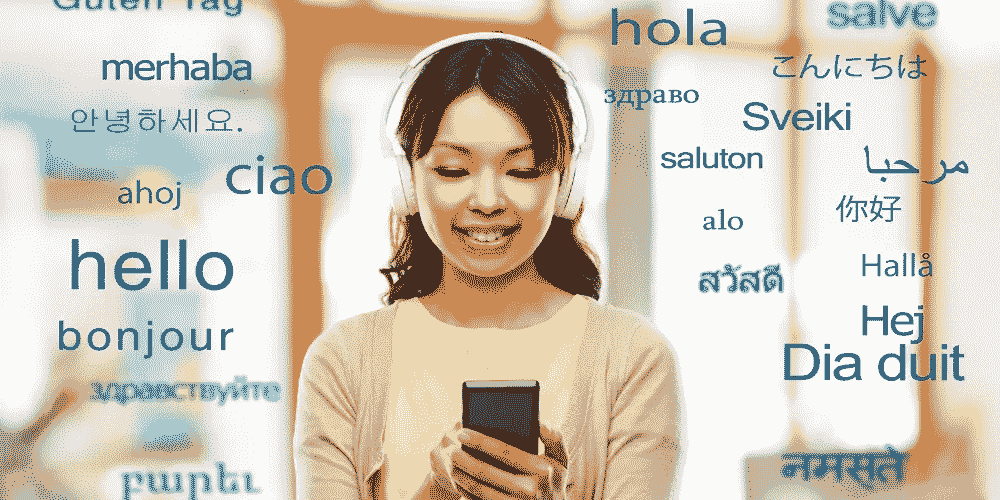 Guten Tag
merhaba
안녕하세요.
ciao
ahoj
hello
bonjour
здравствуйте
բարեւ
hola
salve
こんにちは
здраво
Sveiki
saluton
مرحبا
你好
alo
สวัสดี
Hallå
Hej
Dia duit
नमस्ते